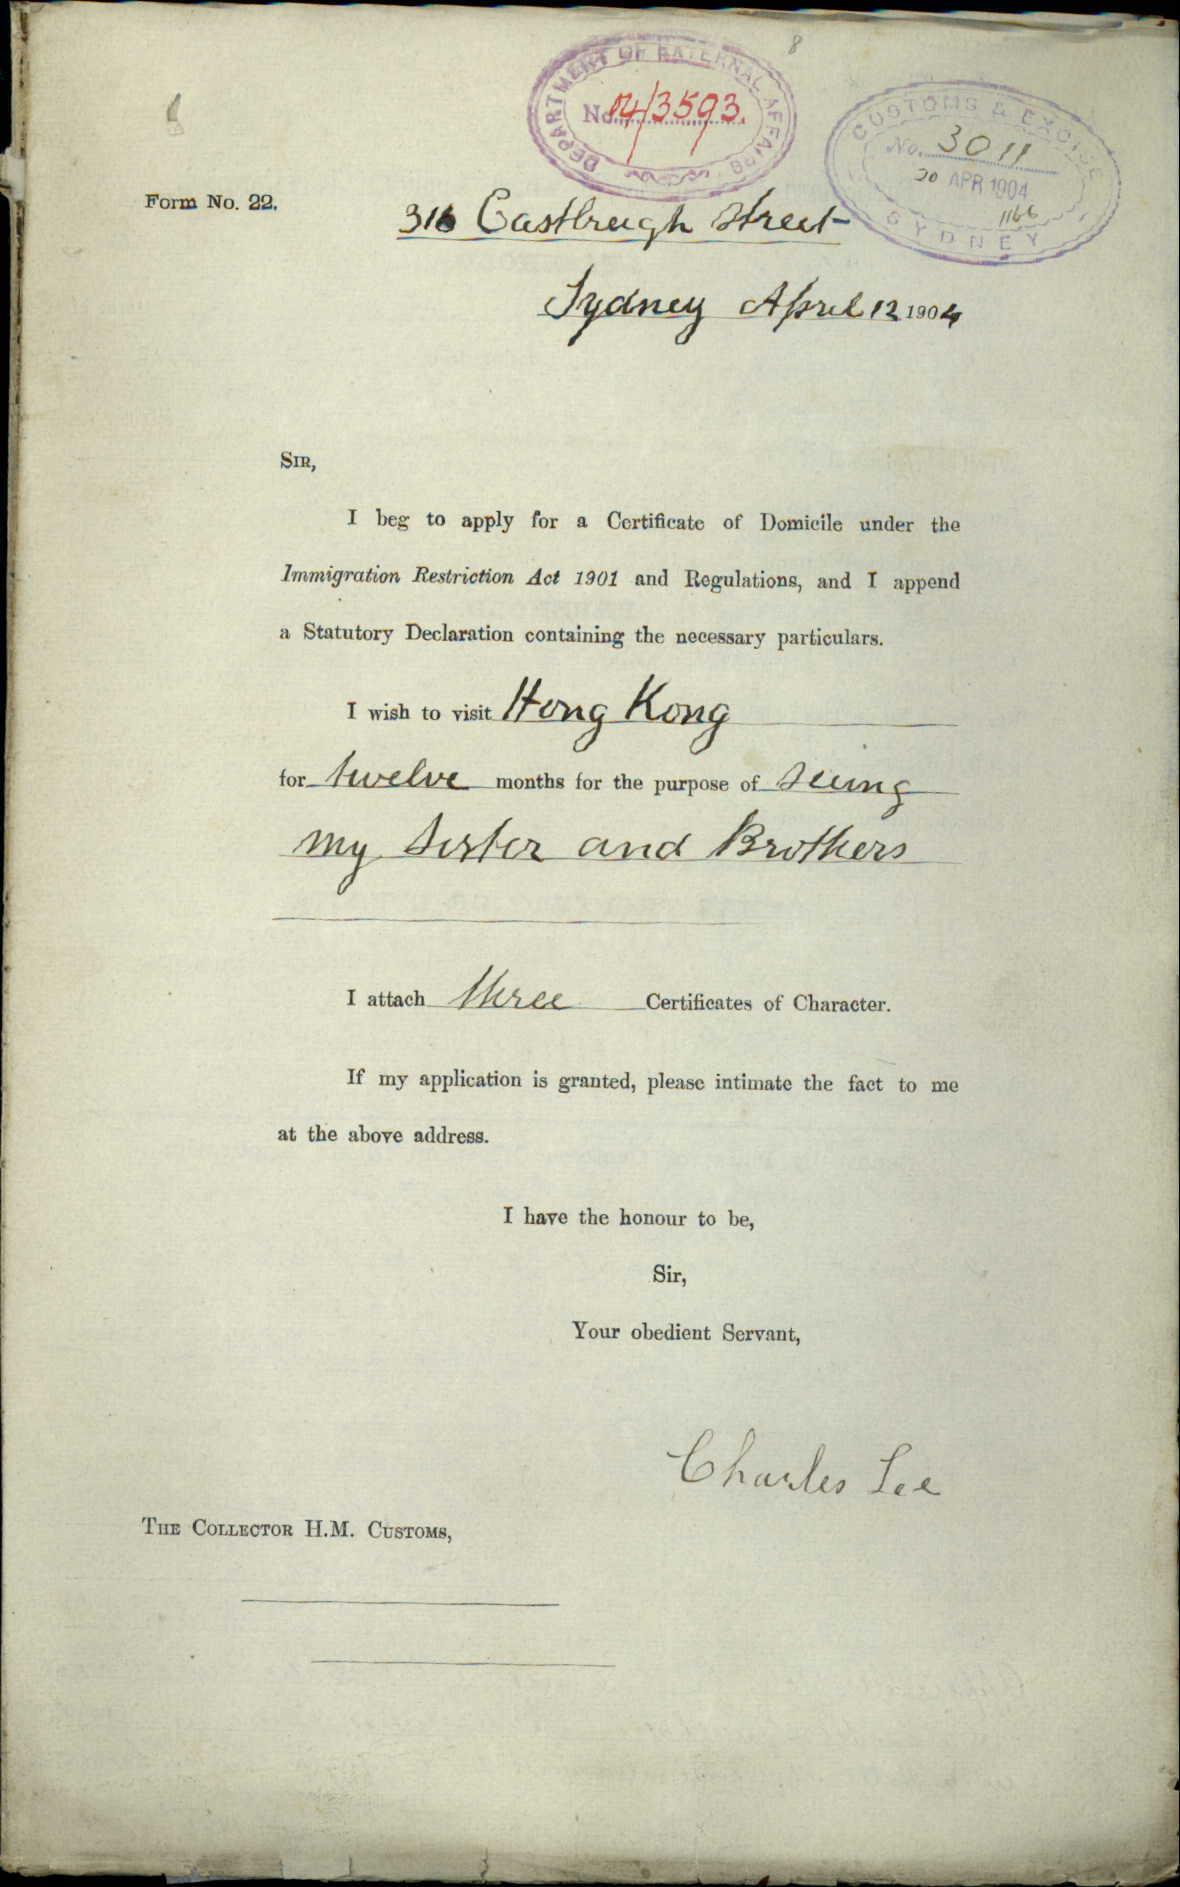 8
DEPARTMENT OF EXTERNAL AFFAIRS
No. 04/3593.
CUSTOMS & EXCISE
No. 3011
20 APR 1904
1166
SYDNEY
Form No. 22.
316 Castlreigh Street
Sydney April 12 1904
SIR,
I beg to apply for a Certificate of Domicile under the
Immigration Restriction Act 1901 and Regulations, and I append
a Statutory Declaration containing the necessary particulars.
I wish to visit Hong Kong
for twelve months for the purpose of seeing
my Sister and Brothers
I attach three Certificates of Character.
If my application is granted, please intimate the fact to me
at the above address.
I have the honour to be,
Sir,
Your obedient Servant,
Charles Lee
THE COLLECTOR H.M. CUSTOMS,